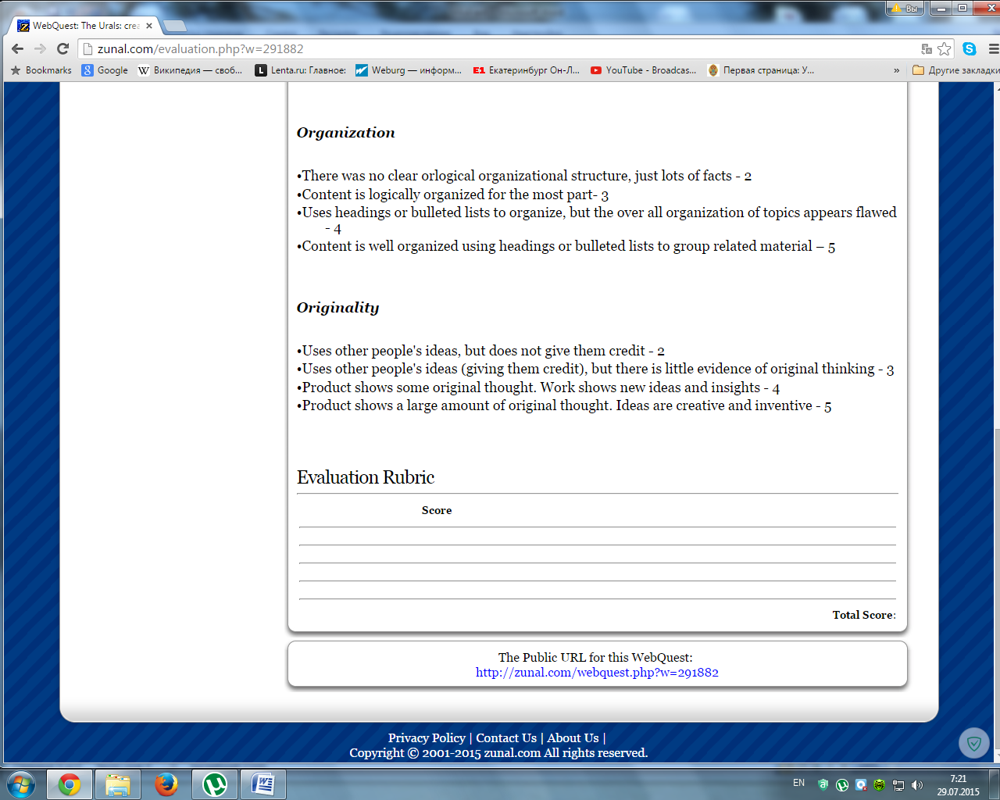 Вы
WebQuest: The Urals: crea
zunal.com/evaluation.php?w=291882
Bookmarks Google Википедия — своб... Lenta.ru: Главное: Weburg — информ... E1 Екатеринбург Он-Л... YouTube - Broadcas... Первая страница: У... » Другие закладки
Organization
•There was no clear orlogical organizational structure, just lots of facts - 2
•Content is logically organized for the most part- 3
•Uses headings or bulleted lists to organize, but the over all organization of topics appears flawed
- 4
•Content is well organized using headings or bulleted lists to group related material – 5
Originality
•Uses other people's ideas, but does not give them credit - 2
•Uses other people's ideas (giving them credit), but there is little evidence of original thinking - 3
•Product shows some original thought. Work shows new ideas and insights - 4
•Product shows a large amount of original thought. Ideas are creative and inventive - 5
Evaluation Rubric
Score
Total Score:
The Public URL for this WebQuest:
http://zunal.com/webquest.php?w=291882
Privacy Policy | Contact Us | About Us |
Copyright © 2001-2015 zunal.com All rights reserved.
EN 7:21
29.07.2015